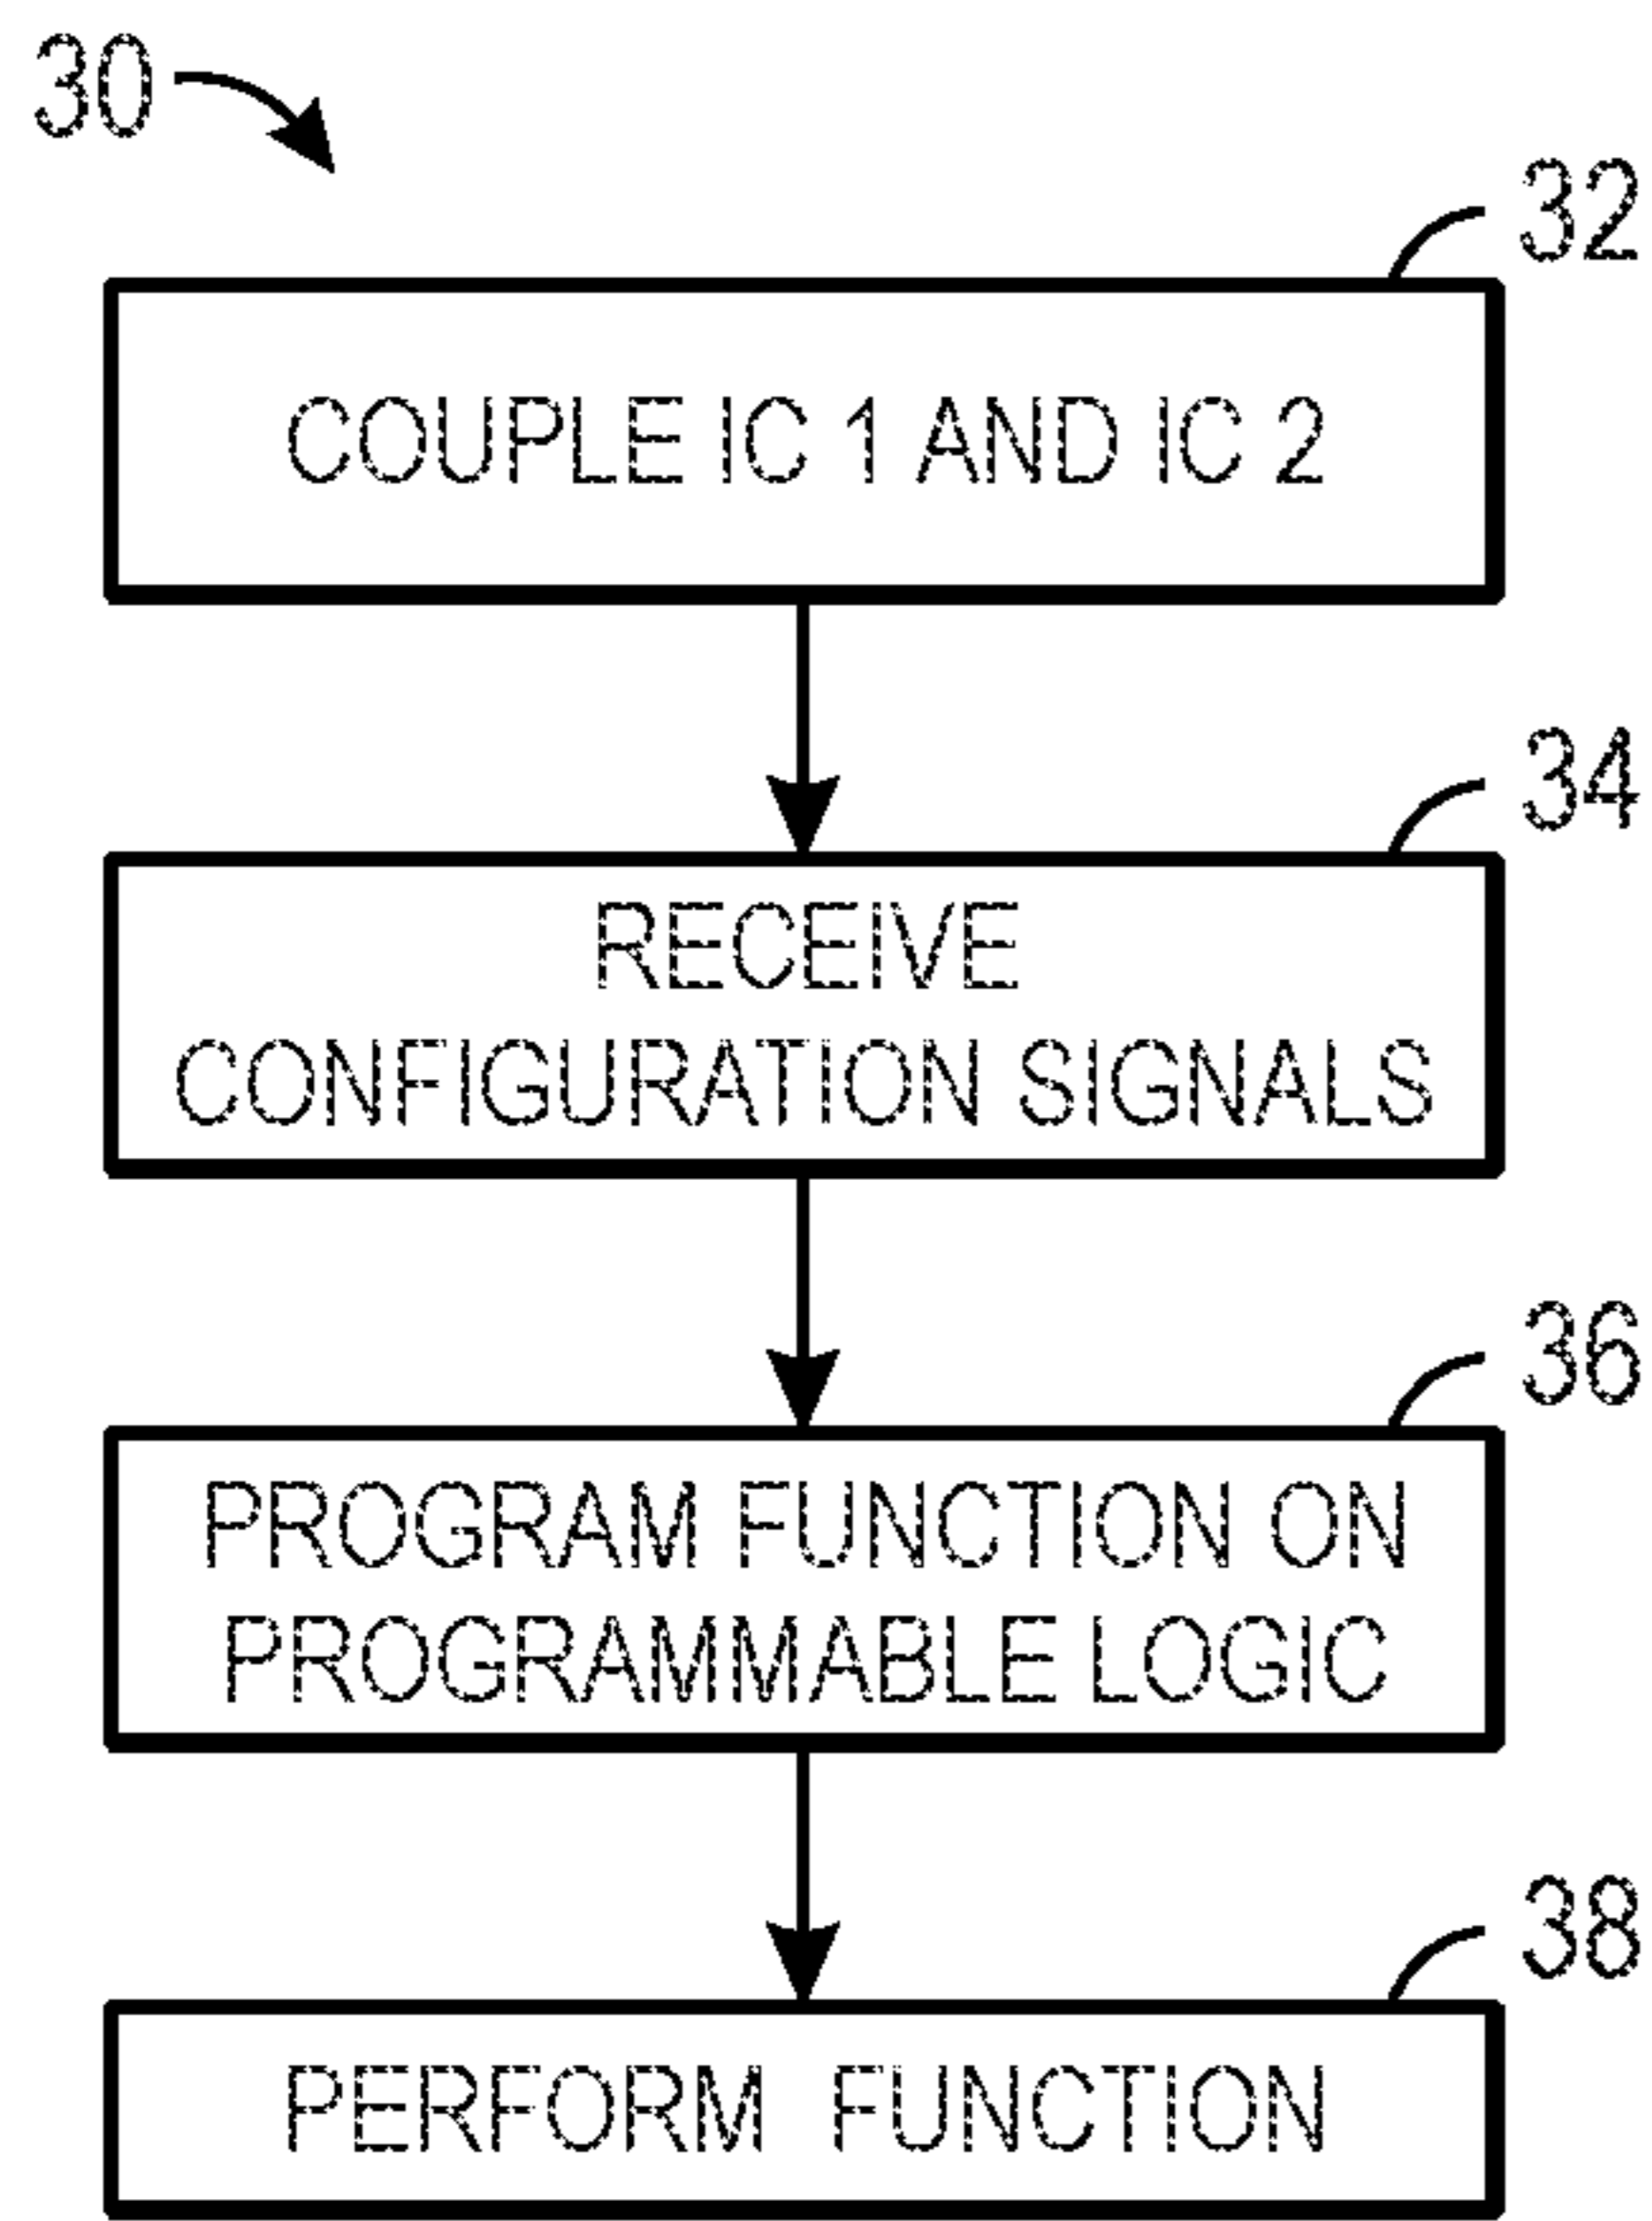 30
32
COUPLE IC 1 AND IC 2
34
RECEIVE
CONFIGURATION SIGNALS
36
PROGRAM FUNCTION ON
PROGRAMMABLE LOGIC
38
PERFORM FUNCTION